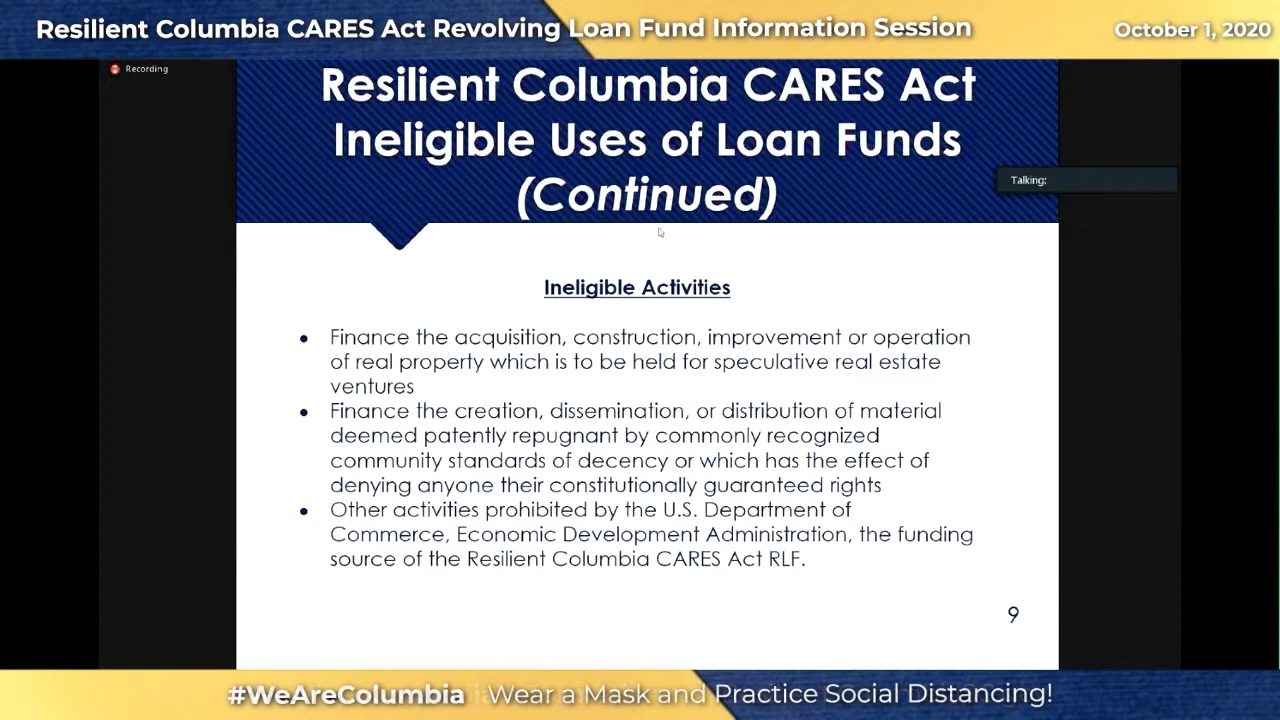 Resilient Columbia CARES Act Revolving Loan Fund Information Session
October 1, 2020
Recording
Resilient Columbia CARES Act
Ineligible Uses of Loan Funds
(Continued)
Talking:
Ineligible Activities
• Finance the acquisition, construction, improvement or operation
of real property which is to be held for speculative real estate
ventures
• Finance the creation, dissemination, or distribution of material
deemed patently repugnant by commonly recognized
community standards of decency or which has the effect of
denying anyone their constitutionally guaranteed rights
• Other activities prohibited by the U.S. Department of
Commerce, Economic Development Administration, the funding
source of the Resilient Columbia CARES Act RLF.
9
#WeAreColumbia Wear a Mask and Practice Social Distancing!